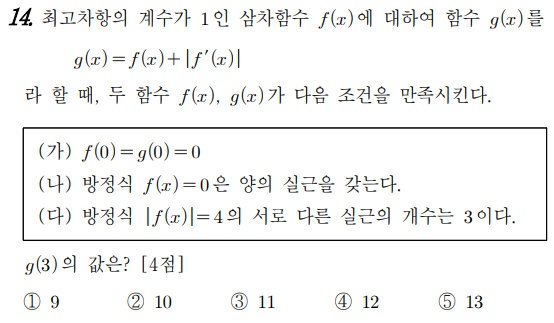 14. 최고차항의 계수가 1인 삼차함수 f(x)에 대하여 함수 g(x)를
g(x)=f(x)+|f′(x)|
라 할 때, 두 함수 f(x), g(x)가 다음 조건을 만족시킨다.
(가) f(0)=g(0)=0
(나) 방정식 f(x)=0은 양의 실근을 갖는다.
(다) 방정식 |f(x)|=4의 서로 다른 실근의 개수는 3이다.
g(3)의 값은? [4점]
① 9 ② 10 ③ 11 ④ 12 ⑤ 13